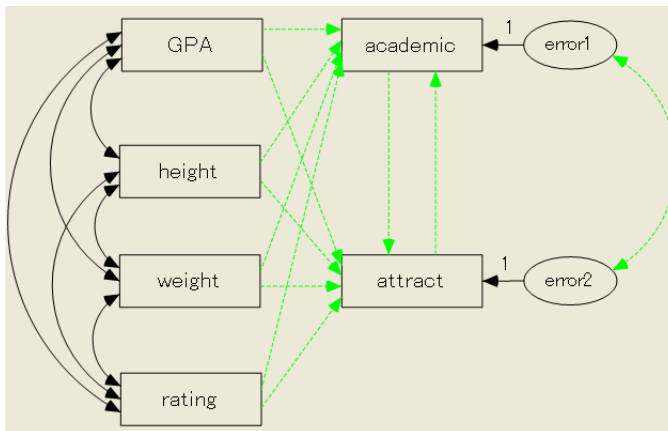 GPA
academic
1
error1
height
weight
attract
1
error2
rating